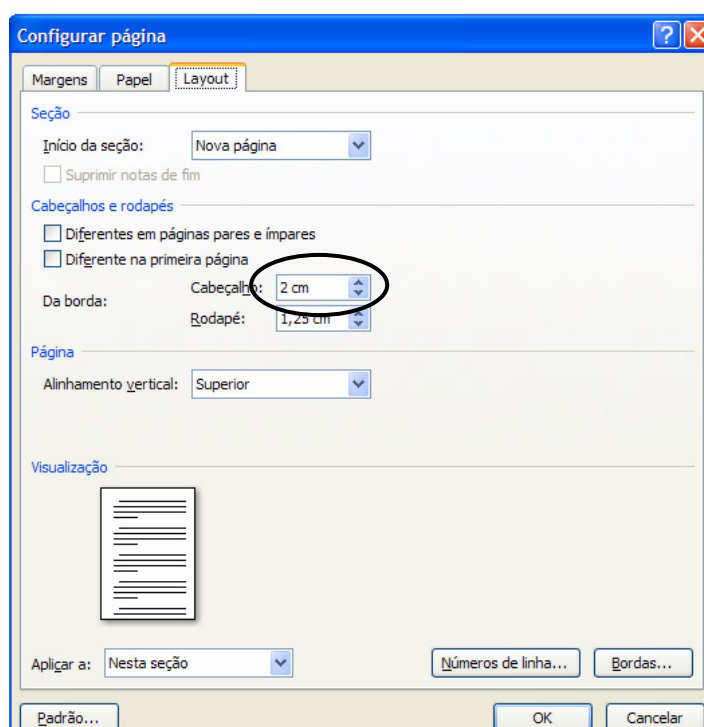 Configurar página
Margens Papel Layout
Seção
Início da seção: Nova página
Suprimir notas de fim
Cabeçalhos e rodapés
Diferentes em páginas pares e ímpares
Diferente na primeira página
Da borda:
Cabeçalho: 2 cm
Rodapé: 1,25 cm
Página
Alinhamento vertical: Superior
Visualização
Aplicar a: Nesta seção Números de linha... Bordas...
Padrão... OK Cancelar